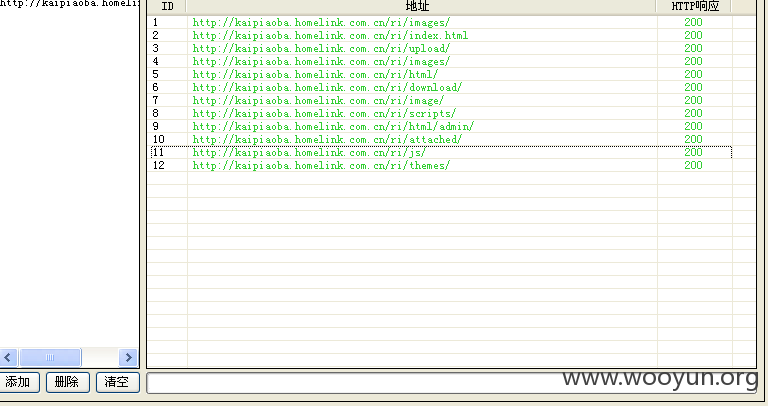 http://kaipiaoba.homelin
ID 地址 HTTP响应
1 http://kaipiaoba.homelink.com.cn/ri/images/ 200
2 http://kaipiaoba.homelink.com.cn/ri/index.html 200
3 http://kaipiaoba.homelink.com.cn/ri/upload/ 200
4 http://kaipiaoba.homelink.com.cn/ri/images/ 200
5 http://kaipiaoba.homelink.com.cn/ri/html/ 200
6 http://kaipiaoba.homelink.com.cn/ri/download/ 200
7 http://kaipiaoba.homelink.com.cn/ri/image/ 200
8 http://kaipiaoba.homelink.com.cn/ri/scripts/ 200
9 http://kaipiaoba.homelink.com.cn/ri/html/admin/ 200
10 http://kaipiaoba.homelink.com.cn/ri/attached/ 200
11 http://kaipiaoba.homelink.com.cn/ri/js/ 200
12 http://kaipiaoba.homelink.com.cn/ri/themes/ 200
添加 删除 清空
www.wooyun.org